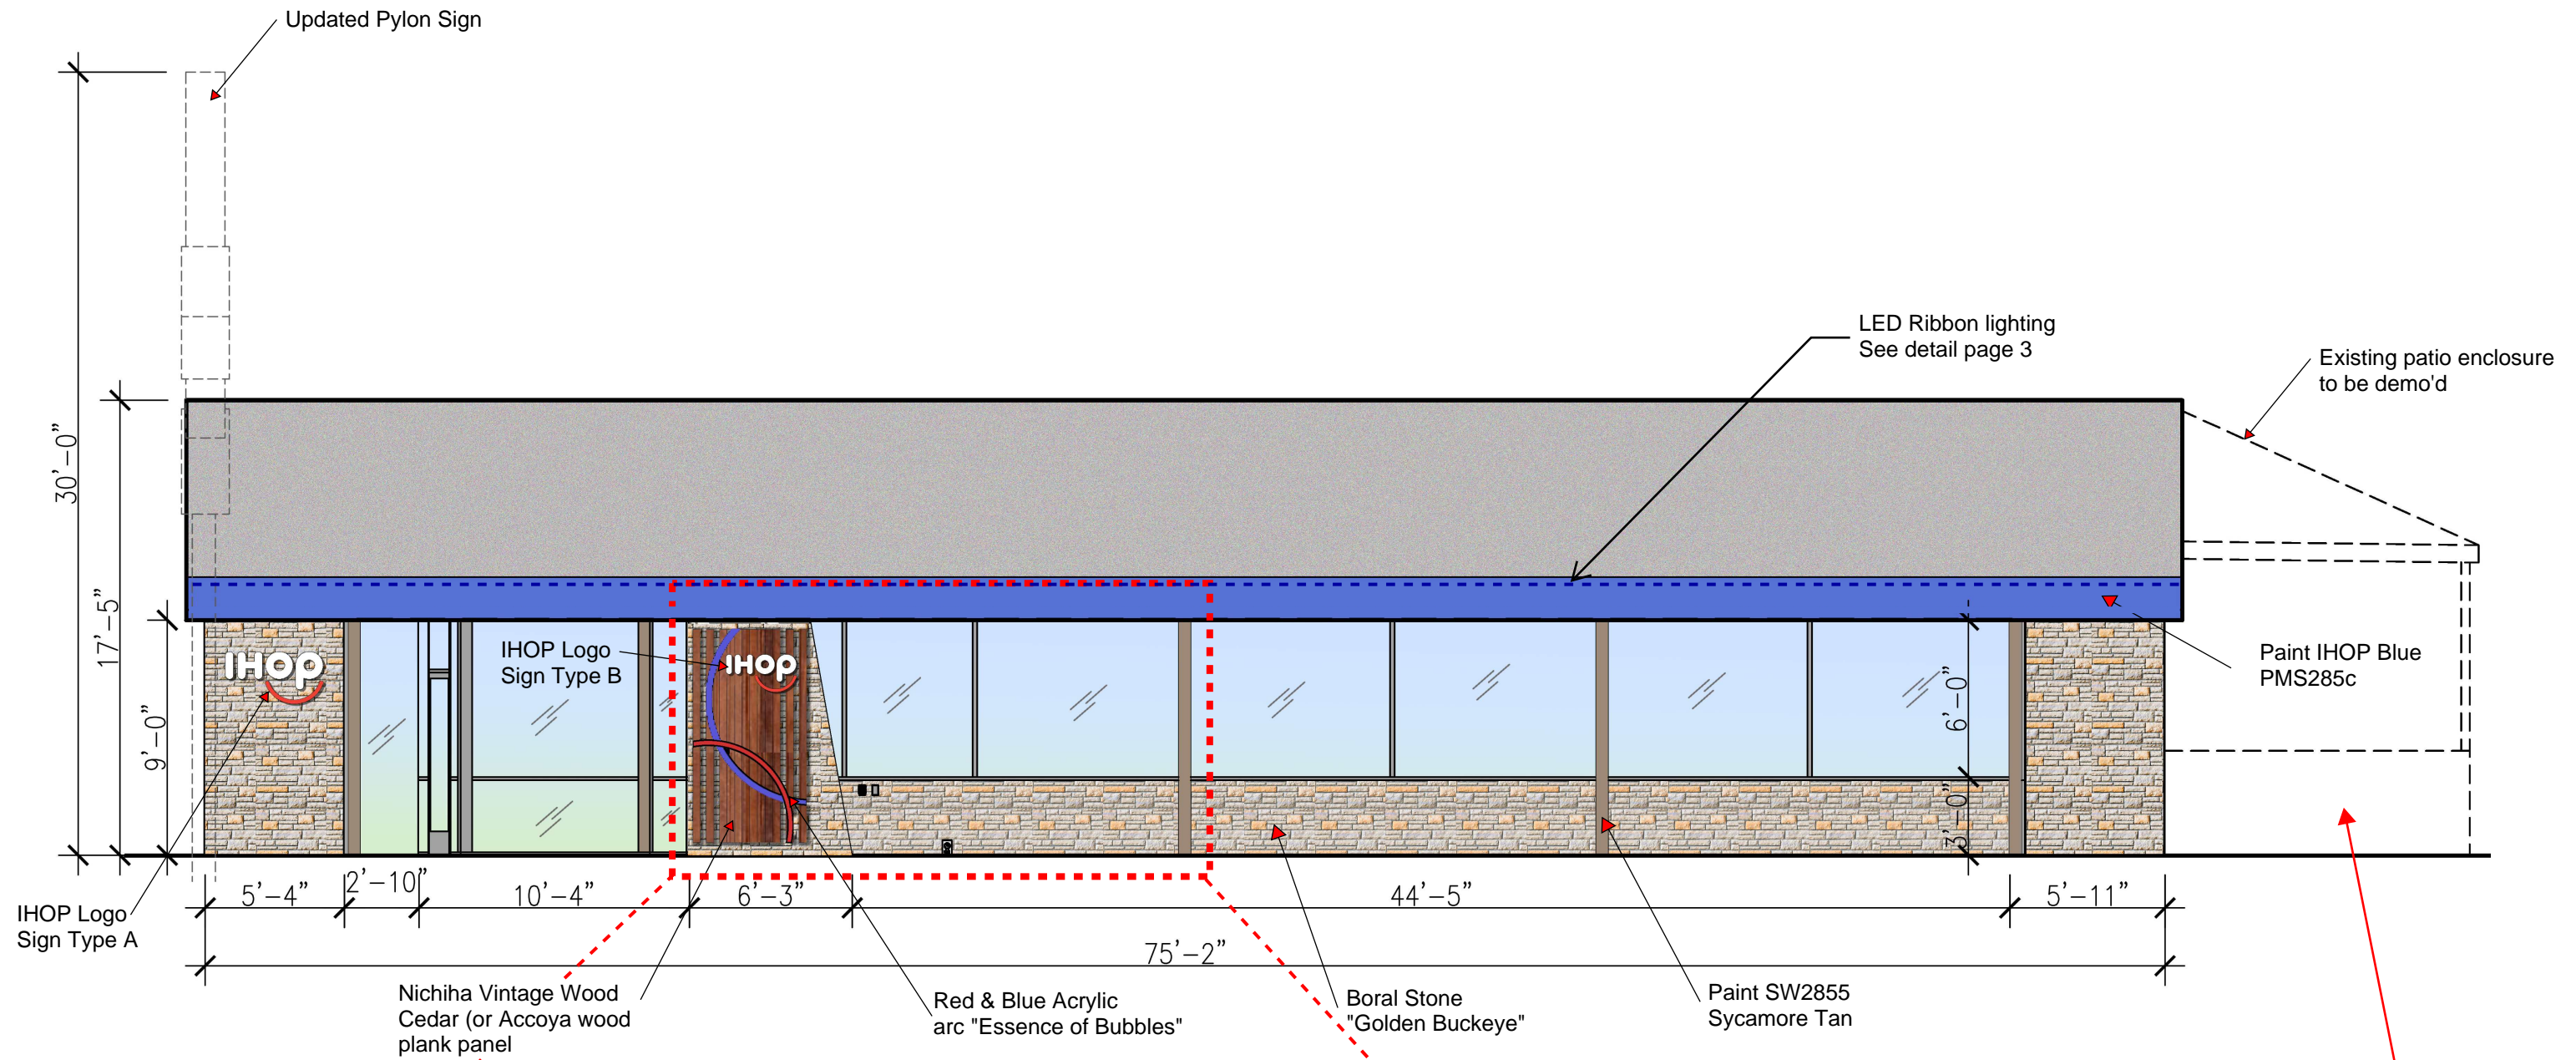 Updated Pylon Sign
LED Ribbon lighting
See detail page 3
Existing patio enclosure
to be demo'd
30'-0"
17'-5"
9'-0"
IHOP
IHOP Logo
Sign Type B
IHOP
6'-0"
3'-0"
Paint IHOP Blue
PMS285c
5'-4"
2'-10"
10'-4"
6'-3"
44'-5"
5'-11"
IHOP Logo
Sign Type A
75'-2"
Nichiha Vintage Wood
Cedar (or Accoya wood
plank panel
Red & Blue Acrylic
arc "Essence of Bubbles"
Boral Stone
"Golden Buckeye"
Paint SW2855
Sycamore Tan